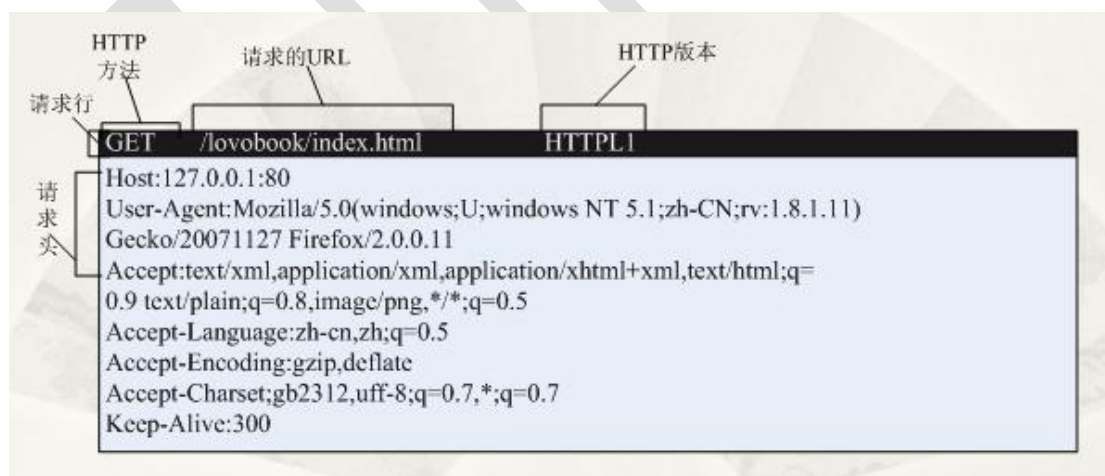 HTTP
方法
请求的URL
HTTP版本
请求行
GET /lovobook/index.html HTTPL1
请求头
Host:127.0.0.1:80
User-Agent:Mozilla/5.0(windows;U;windows NT 5.1;zh-CN;rv:1.8.1.11)
Gecko/20071127 Firefox/2.0.0.11
Accept:text/xml,application/xml,application/xhtml+xml,text/html;q=
0.9 text/plain;q=0.8,image/png,*/*;q=0.5
Accept-Language:zh-cn,zh;q=0.5
Accept-Encoding:gzip,deflate
Accept-Charset;gb2312,uff-8;q=0.7,*;q=0.7
Keep-Alive:300